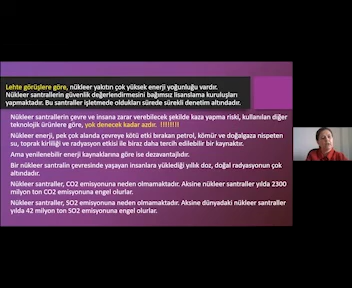 Lehte görüşlere göre, nükleer yakıtın çok yüksek enerji yoğunluğu vardır.
Nükleer santrallerin güvenlik değerlendirmesini bağımsız lisanslama kuruluşları
yapmaktadır. Bu santraller işletmede oldukları sürede sürekli denetim altındadır.
Nükleer santrallerin çevre ve insana zarar verebilecek şekilde kaza yapma riski, kullanılan diğer
teknolojik ürünlere göre, yok denecek kadar azdır. !!!!!!!!
Nükleer enerji, pek çok alanda çevreye kötü etki bırakan petrol, kömür ve doğalgaza nispeten
su, toprak kirliliği ve radyasyon etkisi ile biraz daha tercih edilebilir bir kaynaktır.
Ama yenilenebilir enerji kaynaklarına göre ise dezavantajlıdır.
Bir nükleer santralin çevresinde yaşayan insanlara yüklediği yıllık doz, doğal radyasyonun çok
altındadır.
Nükleer santraller, CO2 emisyonuna neden olmamaktadır. Aksine nükleer santraller yılda 2300
milyon ton CO2 emisyonuna engel olurlar.
Nükleer santraller, SO2 emisyonuna neden olmamaktadır. Aksine dünyadaki nükleer santraller
yılda 42 milyon ton SO2 emisyonuna engel olurlar.